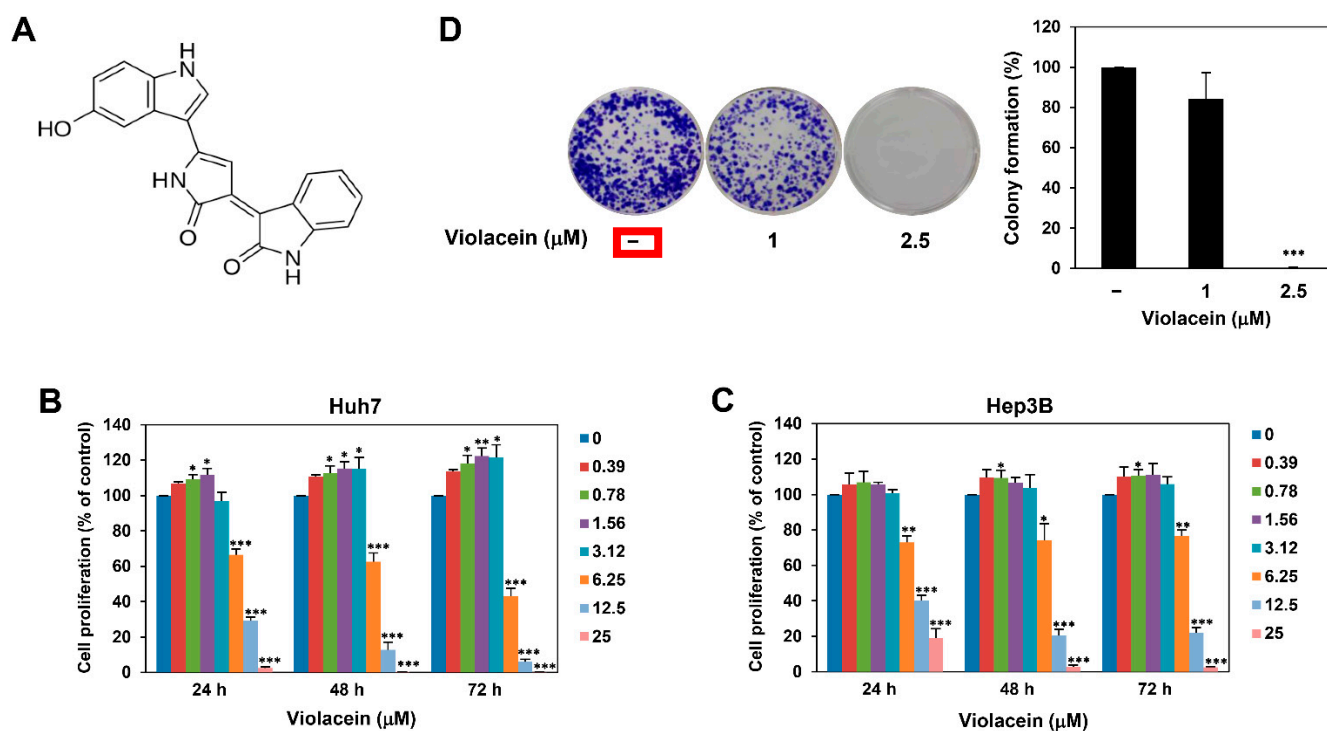 A
H
N
HO
NH
O
O
N
H
D
Violacein (μM)
– 1 2.5
Colony formation (%)
120
100
80
60
40
20
0
***
– 1 2.5
Violacein (μM)
B
Huh7
Cell proliferation (% of control)
140
120
100
80
60
40
20
0
* * *** *** ***
* * * *** *** ***
* ** * *** *** ***
24 h 48 h 72 h
Violacein (μM)
0
0.39
0.78
1.56
3.12
6.25
12.5
25
C
Hep3B
Cell proliferation (% of control)
140
120
100
80
60
40
20
0
** *** ***
* * *** ***
* ** *** ***
24 h 48 h 72 h
Violacein (μM)
0
0.39
0.78
1.56
3.12
6.25
12.5
25